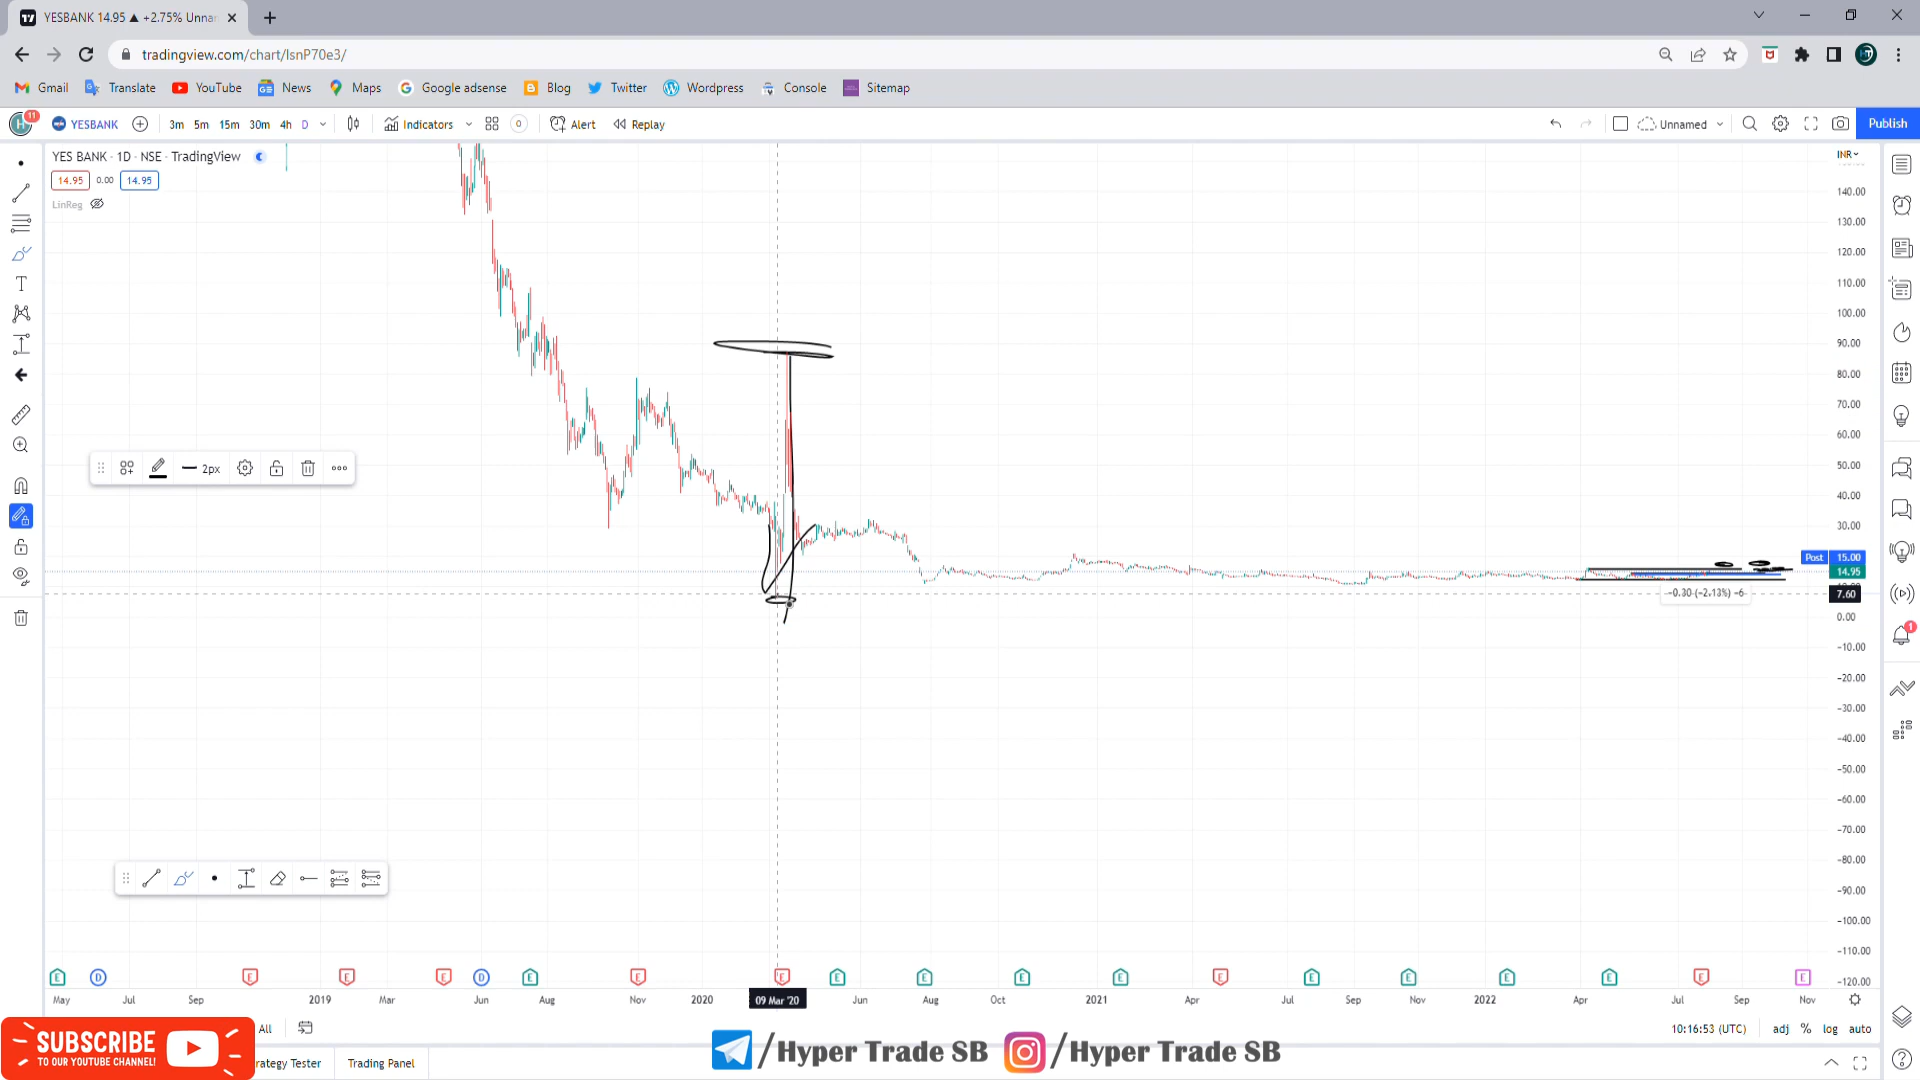 YESBANK 14.95 ▲ +2.75% Unna
tradingview.com/chart/lsnP70e3/
Gmail Translate YouTube News Maps Google adsense Blog Twitter Wordpress Console Sitemap
H 11 YESBANK 3m 5m 15m 30m 4h D Indicators 0 Alert Replay Unnamed Publish
YES BANK · 1D · NSE · TradingView
INR
14.95 0.00 14.95
LinReg
140.00
130.00
120.00
110.00
100.00
90.00
80.00
70.00
60.00
50.00
40.00
30.00
Post 15.00
14.95
7.60
−0.30 (−2.13%) −6
0.00
−10.00
−20.00
−30.00
−40.00
−50.00
−60.00
−70.00
−80.00
−90.00
−100.00
−110.00
−120.00
2px
E D E E E D E E E E E E E E E E E E E E E
May Jul Sep 2019 Mar Jun Aug Nov 2020 09 Mar '20 Jun Aug Oct 2021 Apr Jul Sep Nov 2022 Apr Jul Sep Nov
All 10:16:53 (UTC) adj % log auto
SUBSCRIBE
TO OUR YOUTUBE CHANNEL!
/Hyper Trade SB /Hyper Trade SB
rategy Tester Trading Panel
1